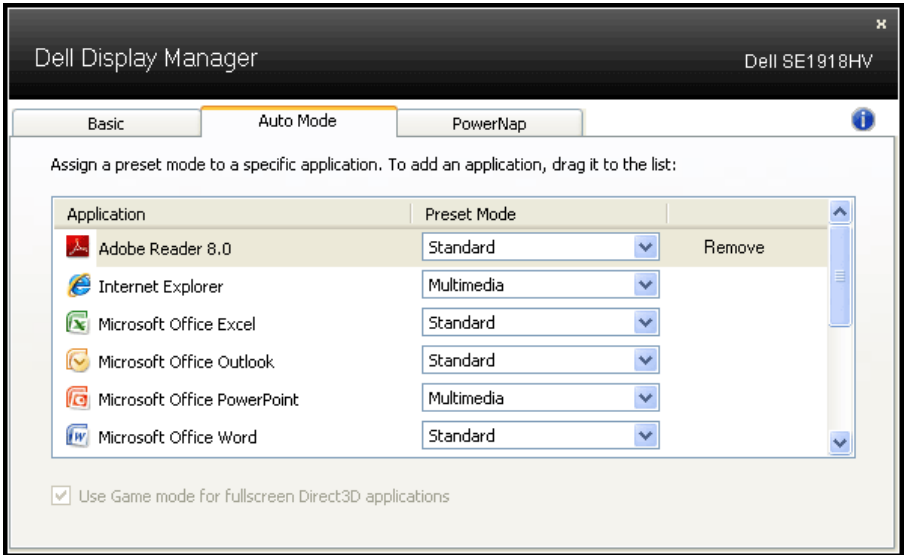 x
Dell Display Manager
Dell SE1918HV
Basic Auto Mode PowerNap
Assign a preset mode to a specific application. To add an application, drag it to the list:
Application Preset Mode
Adobe Reader 8.0 Standard Remove
Internet Explorer Multimedia
Microsoft Office Excel Standard
Microsoft Office Outlook Standard
Microsoft Office PowerPoint Multimedia
Microsoft Office Word Standard
Use Game mode for fullscreen Direct3D applications